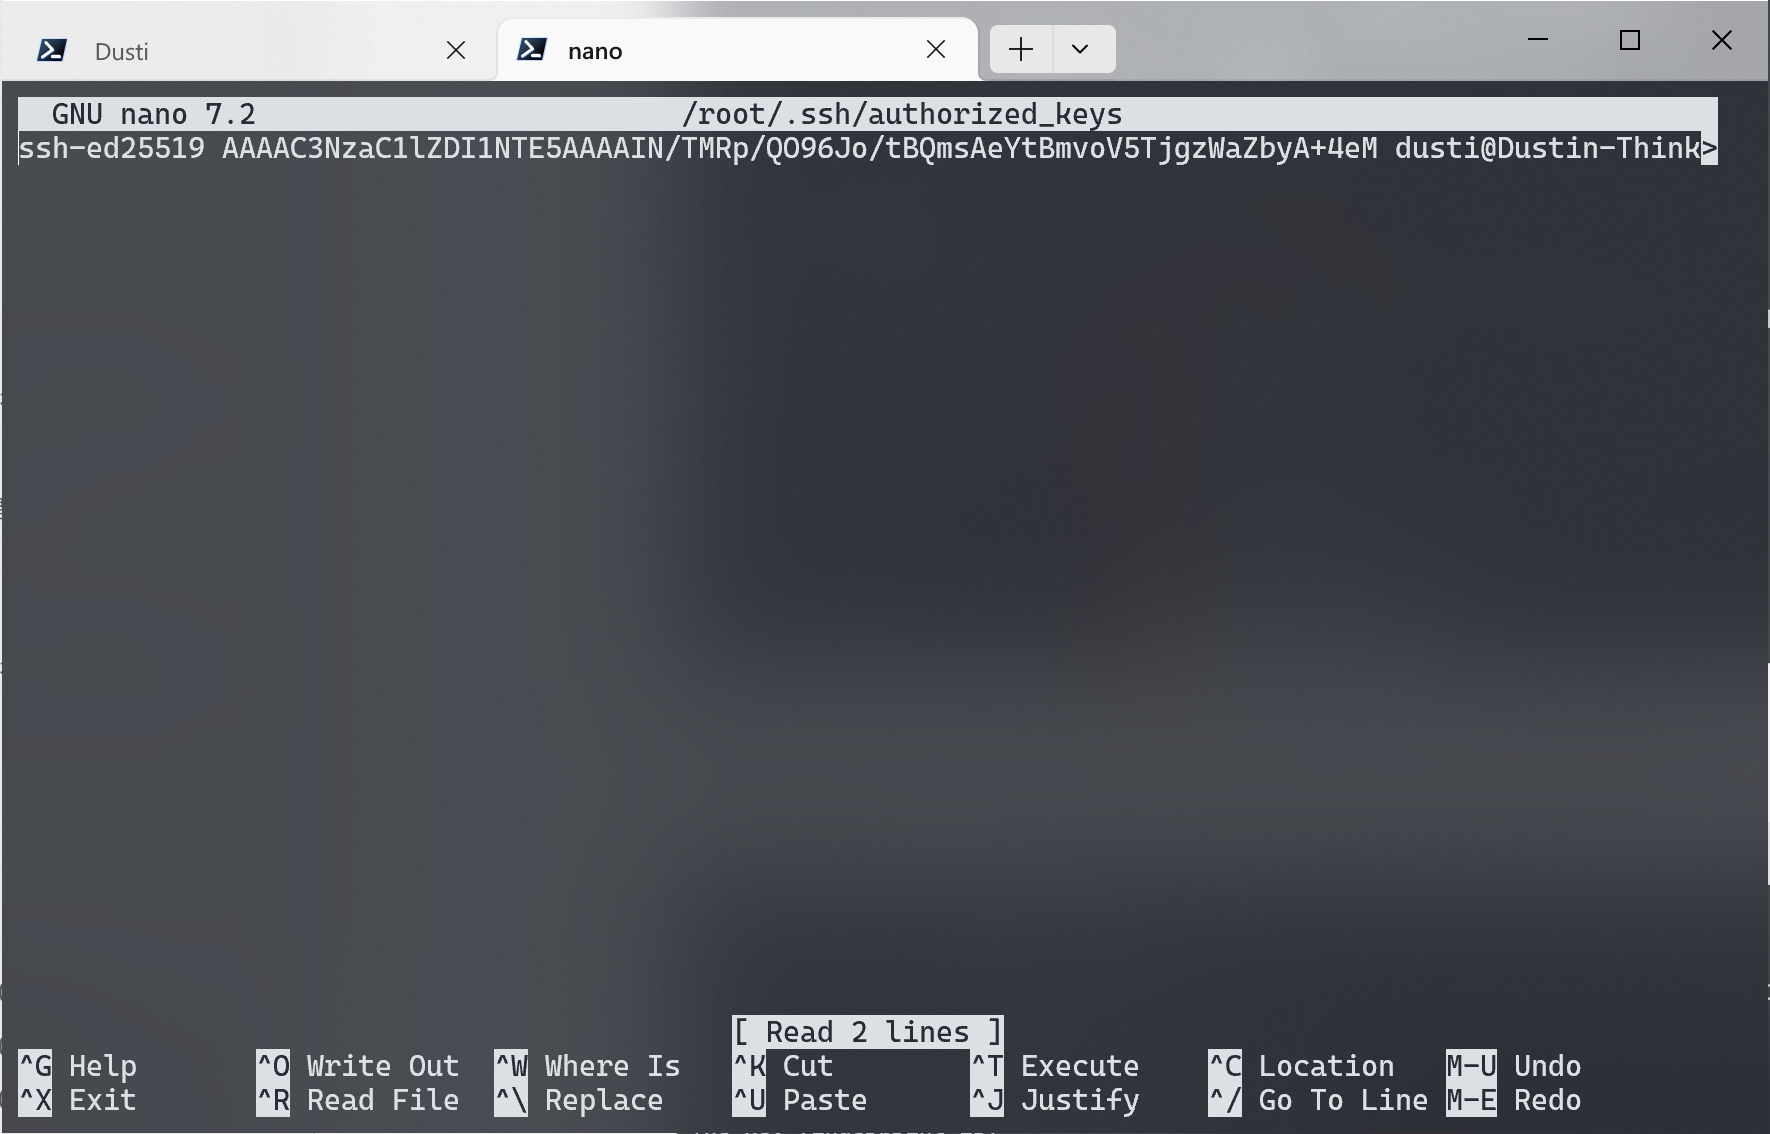 Dusti
nano
GNU nano 7.2 /root/.ssh/authorized_keys
ssh-ed25519 AAAAC3NzaC1lZDI1NTE5AAAAIN/TMRp/QO96Jo/tBQmsAeYtBmvoV5TjgzWaZbyA+4eM dusti@Dustin-Think>
[ Read 2 lines ]
^G Help ^O Write Out ^W Where Is ^K Cut ^T Execute ^C Location M-U Undo
^X Exit ^R Read File ^\ Replace ^U Paste ^J Justify ^/ Go To Line M-E Redo